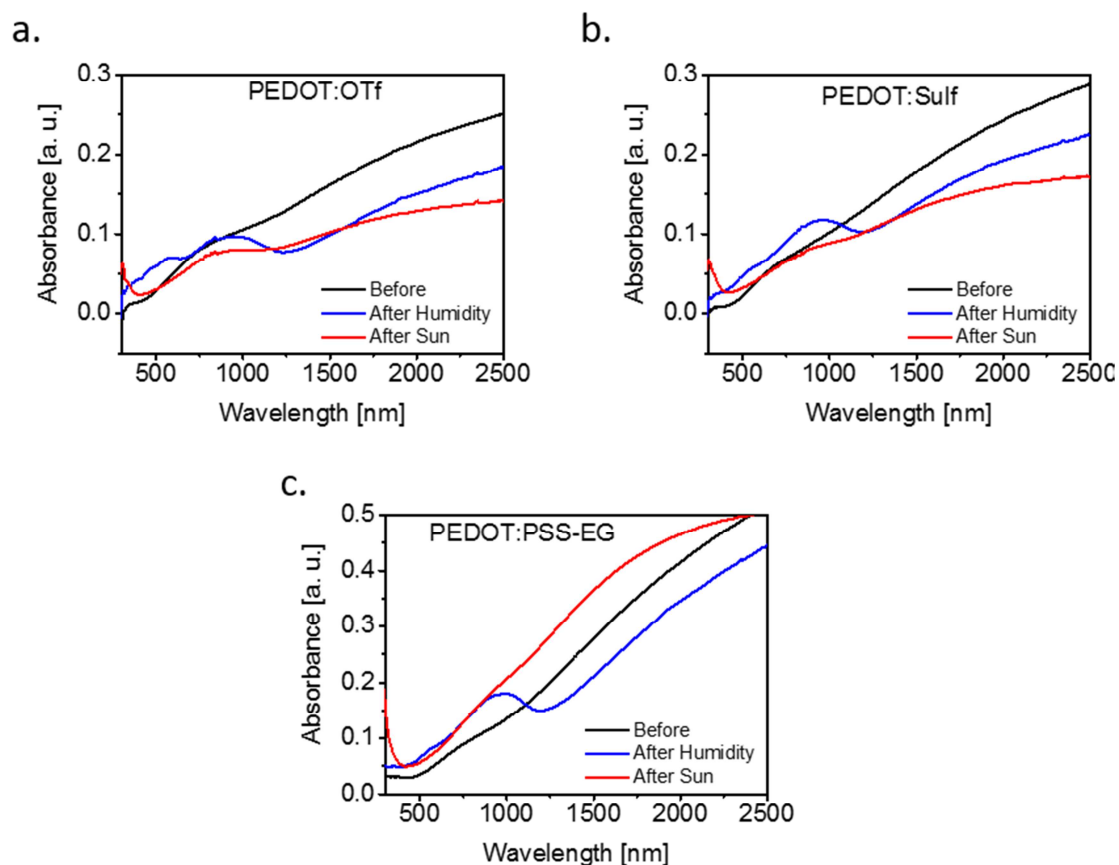 a.
PEDOT:OTf
Absorbance [a. u.]
0.3
0.2
0.1
0.0
Before
After Humidity
After Sun
500 1000 1500 2000 2500
Wavelength [nm]
b.
PEDOT:Sulf
Absorbance [a. u.]
0.3
0.2
0.1
0.0
Before
After Humidity
After Sun
500 1000 1500 2000 2500
Wavelength [nm]
c.
PEDOT:PSS-EG
Absorbance [a. u.]
0.5
0.4
0.3
0.2
0.1
0.0
Before
After Humidity
After Sun
500 1000 1500 2000 2500
Wavelength [nm]